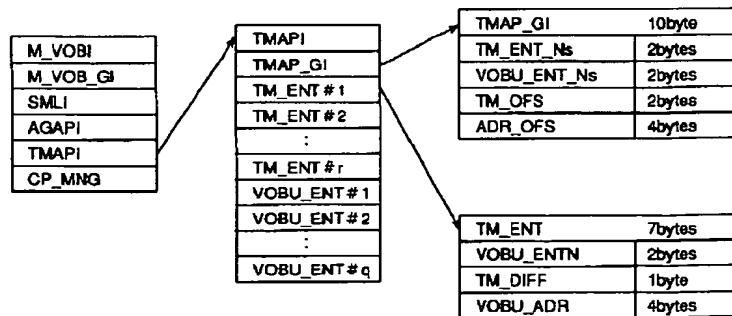 M_VOBI
M_VOB_GI
SMLI
AGAPI
TMAPI
CP_MNG
TMAPI
TMAP_GI
TM_ENT#1
TM_ENT#2
:
TM_ENT#r
VOBU_ENT#1
VOBU_ENT#2
:
VOBU_ENT#q
TMAP_GI 10byte
TM_ENT_Ns 2bytes
VOBU_ENT_Ns 2bytes
TM_OFS 2bytes
ADR_OFS 4bytes
TM_ENT 7bytes
VOBU_ENTN 2bytes
TM_DIFF 1byte
VOBU_ADR 4bytes